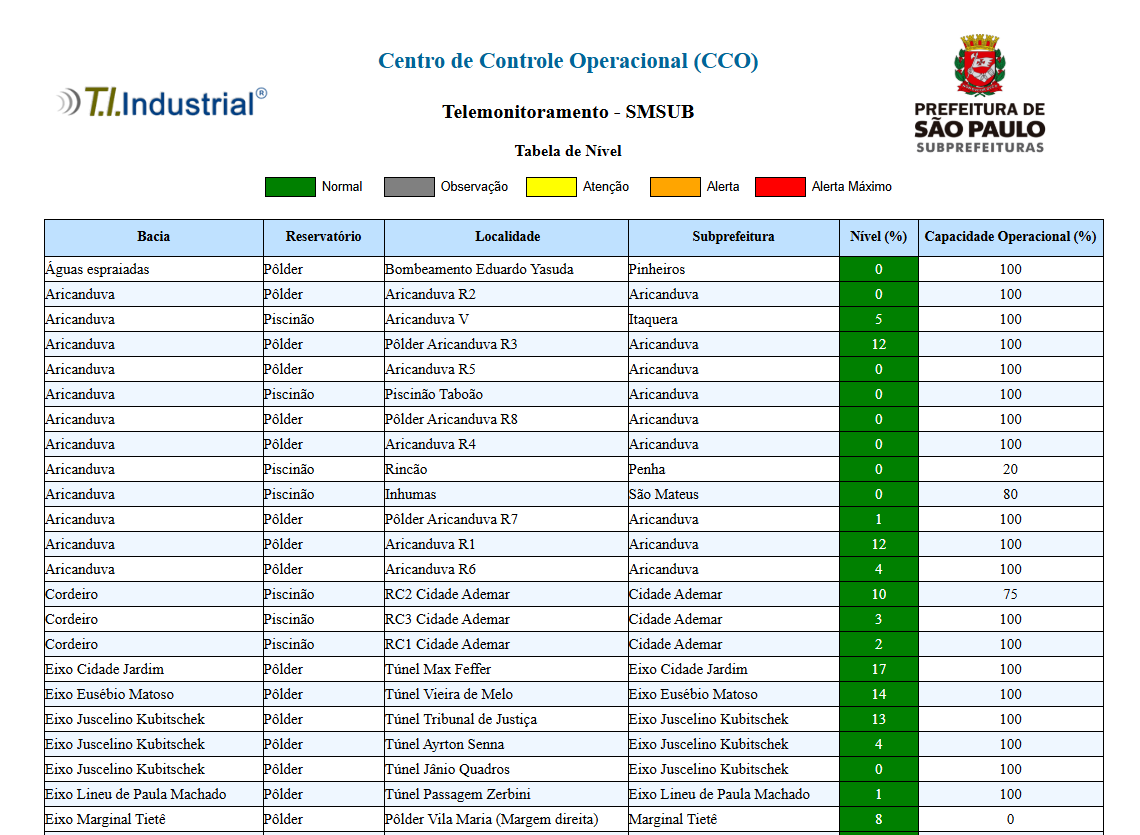 Centro de Controle Operacional (CCO)
T.I.Industrial®
Telemonitoramento - SMSUB
PREFEITURA DE
SÃO PAULO
SUBPREFEITURAS
Tabela de Nível
Normal Observação Atenção Alerta Alerta Máximo
Bacia Reservatório Localidade Subprefeitura Nível (%) Capacidade Operacional (%)
Águas espraiadas Pôlder Bombeamento Eduardo Yasuda Pinheiros 0 100
Aricanduva Pôlder Aricanduva R2 Aricanduva 0 100
Aricanduva Piscinão Aricanduva V Itaquera 5 100
Aricanduva Pôlder Pôlder Aricanduva R3 Aricanduva 12 100
Aricanduva Pôlder Aricanduva R5 Aricanduva 0 100
Aricanduva Piscinão Piscinão Taboão Aricanduva 0 100
Aricanduva Pôlder Pôlder Aricanduva R8 Aricanduva 0 100
Aricanduva Pôlder Aricanduva R4 Aricanduva 0 100
Aricanduva Piscinão Rincão Penha 0 20
Aricanduva Piscinão Inhumas São Mateus 0 80
Aricanduva Pôlder Pôlder Aricanduva R7 Aricanduva 1 100
Aricanduva Pôlder Aricanduva R1 Aricanduva 12 100
Aricanduva Pôlder Aricanduva R6 Aricanduva 4 100
Cordeiro Piscinão RC2 Cidade Ademar Cidade Ademar 10 75
Cordeiro Piscinão RC3 Cidade Ademar Cidade Ademar 3 100
Cordeiro Piscinão RC1 Cidade Ademar Cidade Ademar 2 100
Eixo Cidade Jardim Pôlder Túnel Max Feffer Eixo Cidade Jardim 17 100
Eixo Eusébio Matoso Pôlder Túnel Vieira de Melo Eixo Eusébio Matoso 14 100
Eixo Juscelino Kubitschek Pôlder Túnel Tribunal de Justiça Eixo Juscelino Kubitschek 13 100
Eixo Juscelino Kubitschek Pôlder Túnel Ayrton Senna Eixo Juscelino Kubitschek 4 100
Eixo Juscelino Kubitschek Pôlder Túnel Jânio Quadros Eixo Juscelino Kubitschek 0 100
Eixo Lineu de Paula Machado Pôlder Túnel Passagem Zerbini Eixo Lineu de Paula Machado 1 100
Eixo Marginal Tietê Pôlder Pôlder Vila Maria (Margem direita) Marginal Tietê 8 0